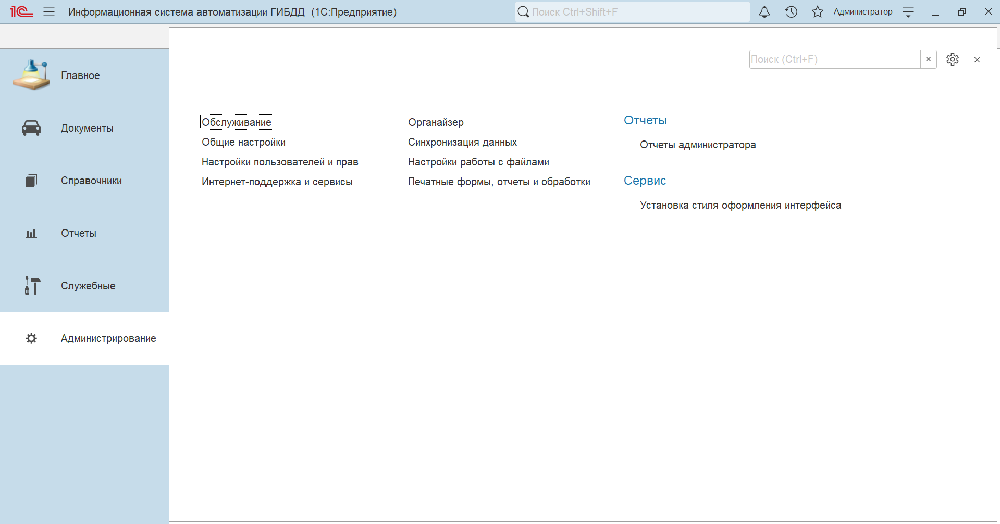 1С Информационная система автоматизации ГИБДД (1С:Предприятие) Поиск Ctrl+Shift+F Администратор
Поиск (Ctrl+F)
Главное
Документы
Справочники
Отчеты
Служебные
Администрирование
Обслуживание
Общие настройки
Настройки пользователей и прав
Интернет-поддержка и сервисы
Органайзер
Синхронизация данных
Настройки работы с файлами
Печатные формы, отчеты и обработки
Отчеты
Отчеты администратора
Сервис
Установка стиля оформления интерфейса